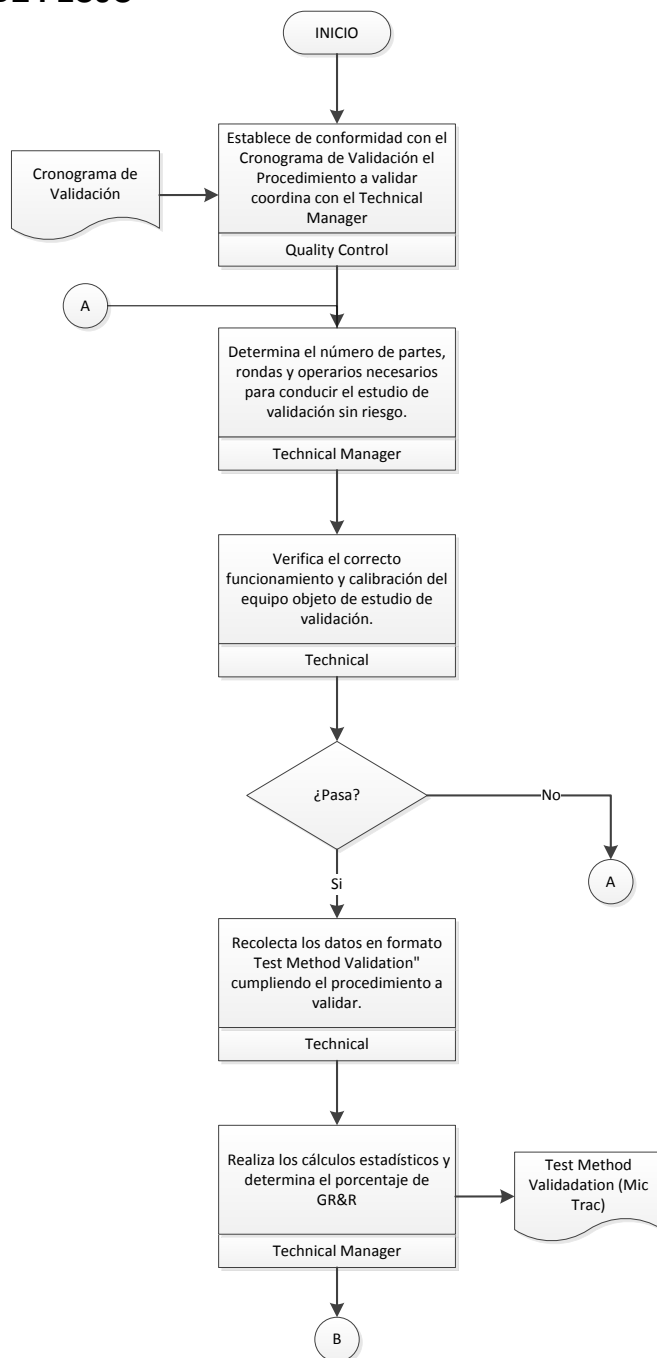 INICIO
Establece de conformidad con el
Cronograma de Validación el
Procedimiento a validar
coordina con el Technical
Manager
Quality Control
Cronograma de
Validación
A
Determina el número de partes,
rondas y operarios necesarios
para conducir el estudio de
validación sin riesgo.
Technical Manager
Verifica el correcto
funcionamiento y calibración del
equipo objeto de estudio de
validación.
Technical
¿Pasa?
No
A
Si
Recolecta los datos en formato
Test Method Validation"
cumpliendo el procedimiento a
validar.
Technical
Realiza los cálculos estadísticos y
determina el porcentaje de
GR&R
Technical Manager
Test Method
Validadation (Mic
Trac)
B